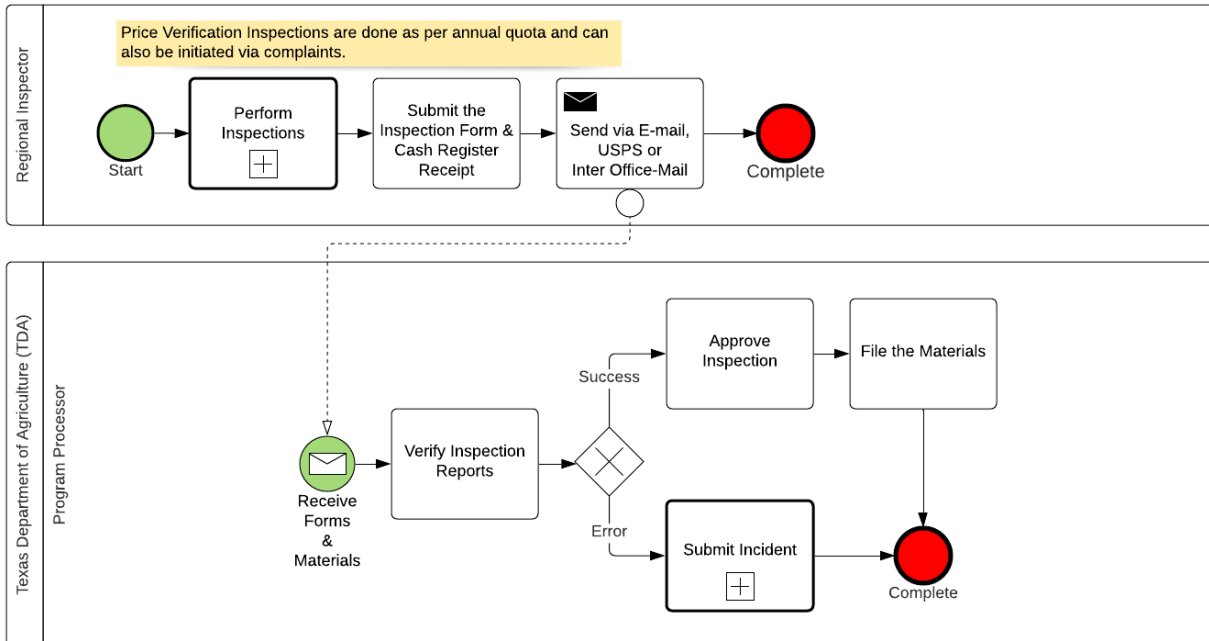 Price Verification Inspections are done as per annual quota and can
also be initiated via complaints.
Regional Inspector
Start
Perform
Inspections
Submit the
Inspection Form &
Cash Register
Receipt
Send via E-mail,
USPS or
Inter Office-Mail
Complete
Texas Department of Agriculture (TDA)
Program Processor
Receive
Forms
&
Materials
Verify Inspection
Reports
Success
Approve
Inspection
File the Materials
Error
Submit Incident
Complete